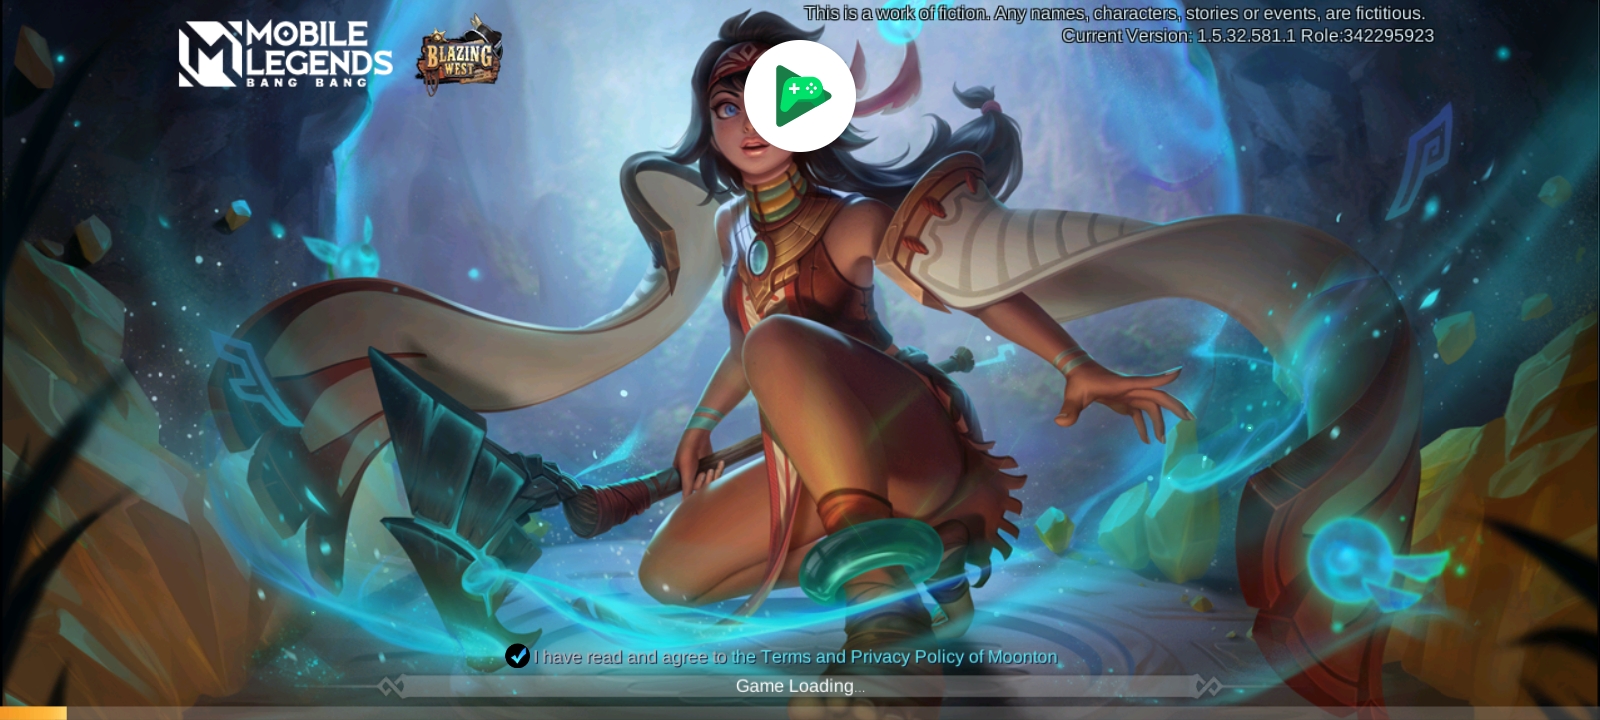 MOBILE
LEGENDS
BANG BANG
BLAZING
WEST
This is a work of fiction. Any names, characters, stories or events, are fictitious.
Current Version: 1.5.32.581.1 Role:342295923
I have read and agree to the Terms and Privacy Policy of Moonton
Game Loading...